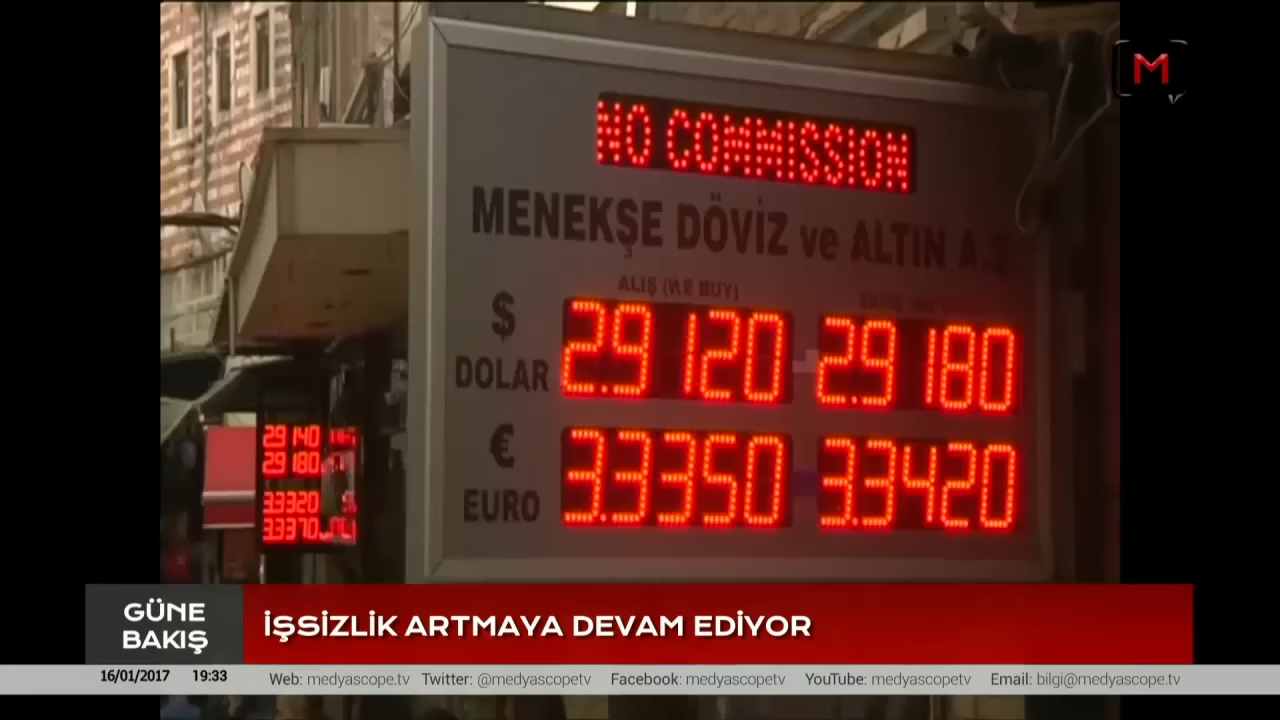 M
NO COMMISSION
MENEKŞE DÖVİZ ve ALTIN A.Ş
ALIŞ (WE BUY)
$ 2.9120 2.9180
DOLAR
€ 3.3350 3.3420
EURO
2.9140
2.9180
3.3320
3.3370
GÜNE BAKIŞ
İŞSİZLİK ARTMAYA DEVAM EDİYOR
16/01/2017 19:33 Web: medyascope.tv Twitter: @medyascopetv Facebook: medyascopetv YouTube: medyascopetv Email: bilgi@medyascope.tv